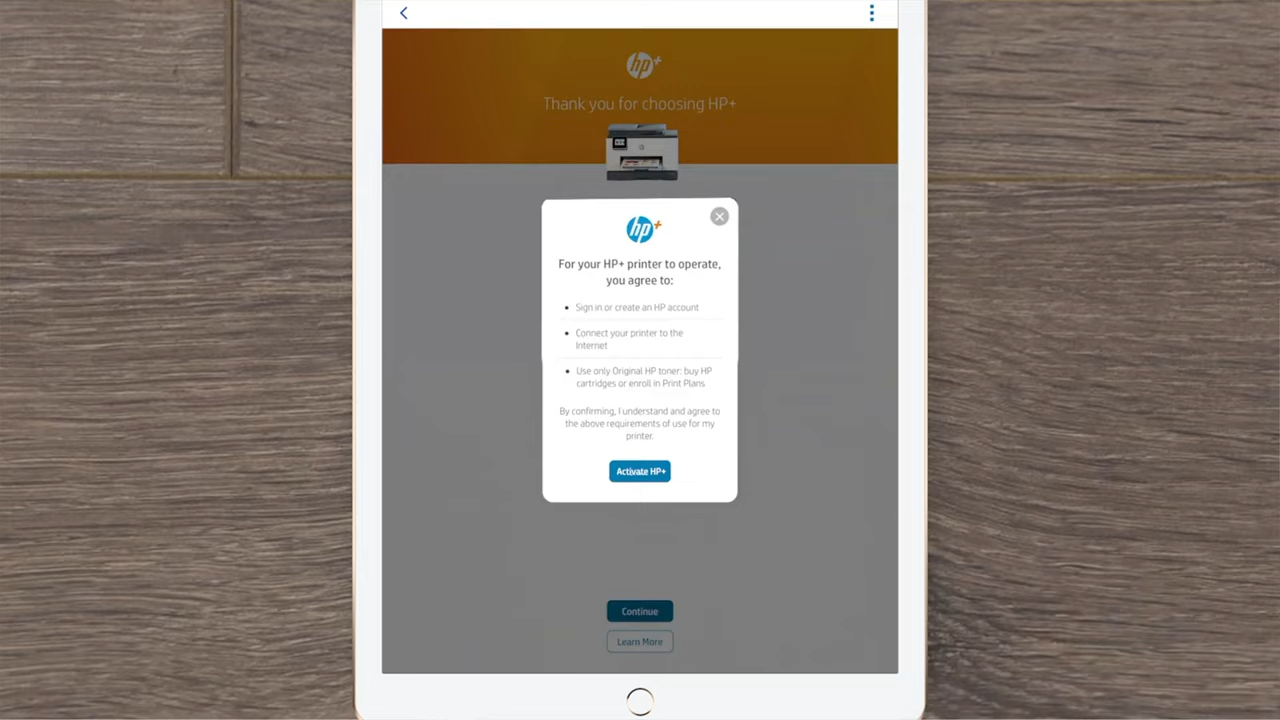 hp+
Thank you for choosing HP+
hp+
For your HP+ printer to operate,
you agree to:
• Sign in or create an HP account
• Connect your printer to the
Internet
• Use only Original HP toner: buy HP
cartridges or enroll in Print Plans
By confirming, I understand and agree to
the above requirements of use for my
printer.
Activate HP+
Continue
Learn More